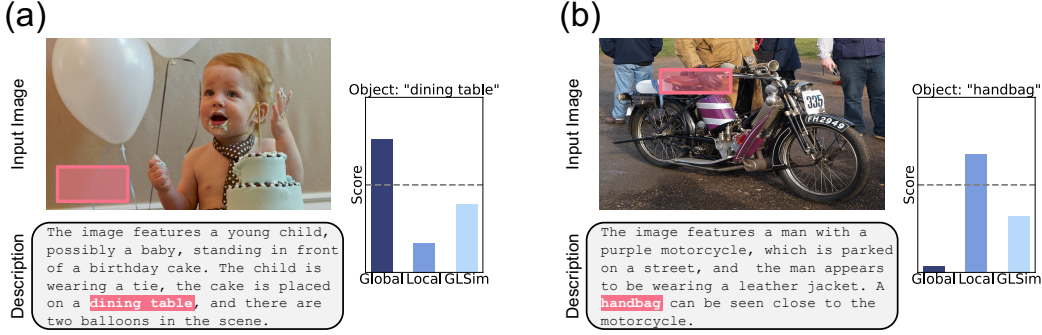 (a)
Input Image
Object: "dining table"
Score
Global Local GLSim
Description
The image features a young child,
possibly a baby, standing in front
of a birthday cake. The child is
wearing a tie, the cake is placed
on a dining table, and there are
two balloons in the scene.
(b)
Input Image
335
FH2949
Object: "handbag"
Score
Global Local GLSim
Description
The image features a man with a
purple motorcycle, which is parked
on a street, and the man appears
to be wearing a leather jacket. A
handbag can be seen close to the
motorcycle.